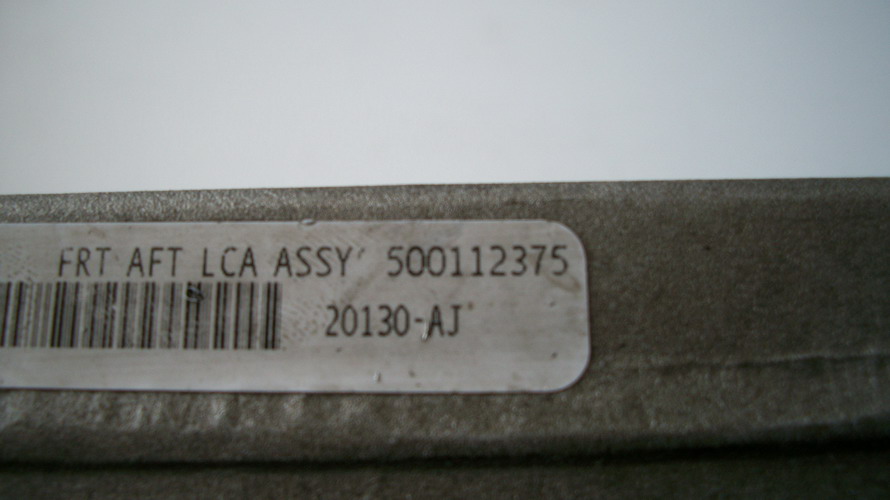 FRT AFT LCA ASSY 500112375
20130-AJ